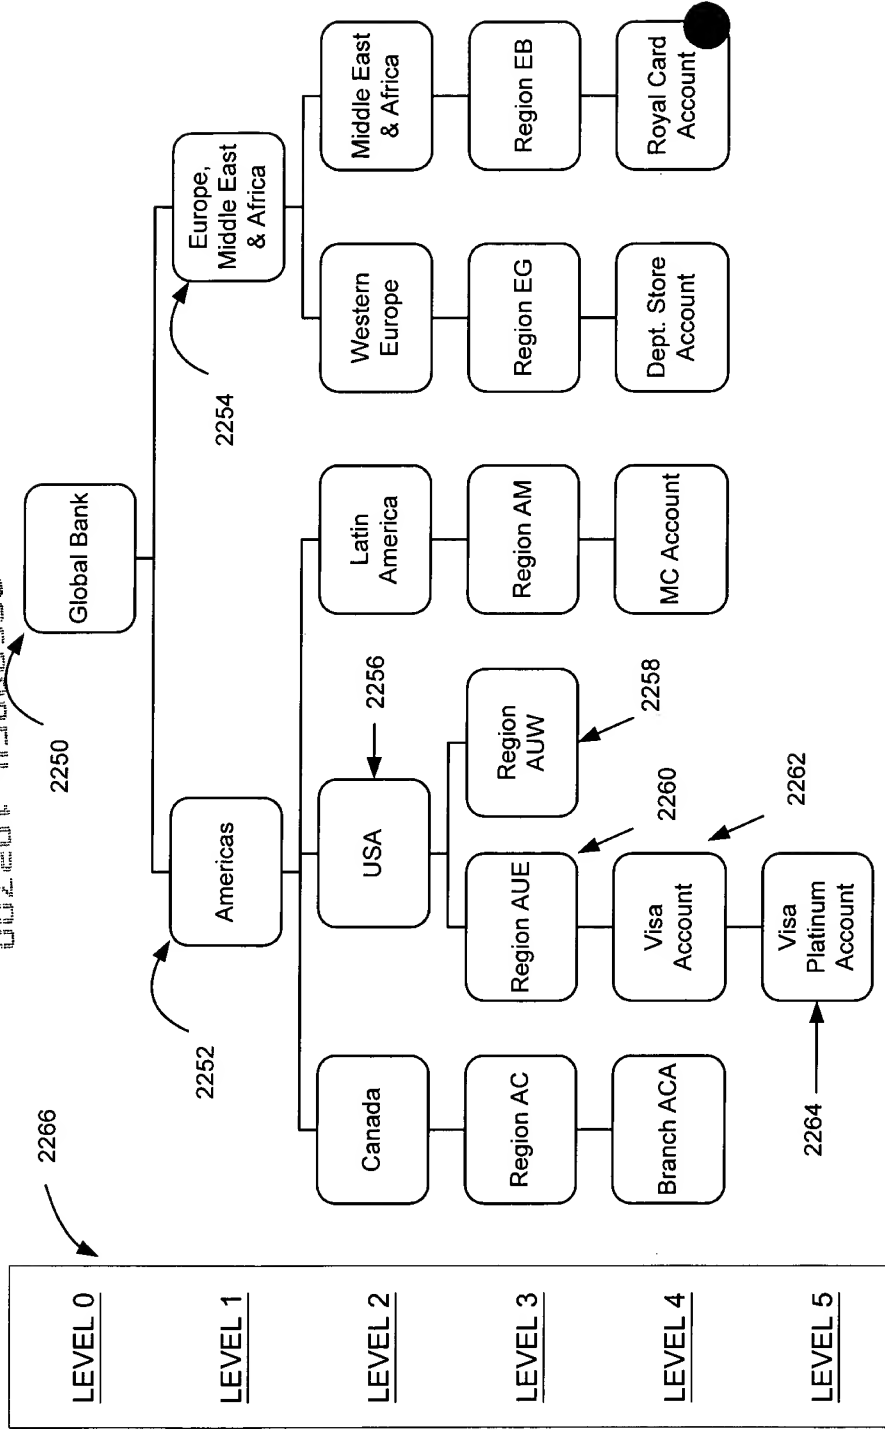 2266
LEVEL 0
LEVEL 1
LEVEL 2
LEVEL 3
LEVEL 4
LEVEL 5
2250
Global Bank
2252
Americas
2254
Europe,
Middle East
& Africa
Canada
USA
2256
Latin
America
Western
Europe
Middle East
& Africa
Region AC
Region AUE
2260
Region
AUW
2258
Region AM
Region EG
Region EB
Branch ACA
Visa
Account
2262
MC Account
Dept. Store
Account
Royal Card
Account
2264
Visa
Platinum
Account